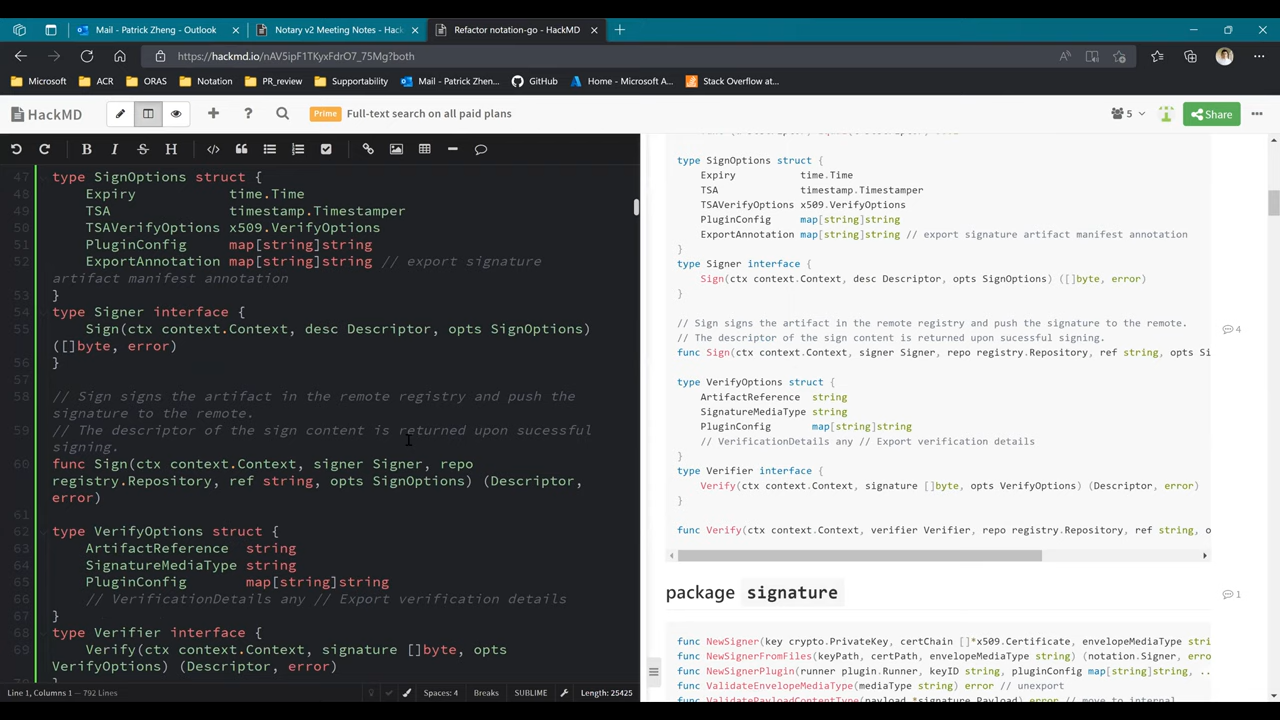 Mail - Patrick Zheng - Outlook
Notary v2 Meeting Notes - Hac
Refactor notation-go - HackMD
https://hackmd.io/nAV5ipF1TKyxFdrO7_75Mg?both
Microsoft
ACR
ORAS
Notation
PR_review
Supportability
Mail - Patrick Zhen...
GitHub
Home - Microsoft A...
Stack Overflow at...
HackMD
Prime
Full-text search on all paid plans
5
Share
47 type SignOptions struct {
48 Expiry time.Time
49 TSA timestamp.Timestamper
50 TSAVerifyOptions x509.VerifyOptions
51 PluginConfig map[string]string
52 ExportAnnotation map[string]string // export signature
artifact manifest annotation
53 }
54 type Signer interface {
55 Sign(ctx context.Context, desc Descriptor, opts SignOptions)
([]byte, error)
56 }
57
58 // Sign signs the artifact in the remote registry and push the
signature to the remote.
59 // The descriptor of the sign content is returned upon sucessful
signing.
60 func Sign(ctx context.Context, signer Signer, repo
registry.Repository, ref string, opts SignOptions) (Descriptor,
error)
61
62 type VerifyOptions struct {
63 ArtifactReference string
64 SignatureMediaType string
65 PluginConfig map[string]string
66 // VerificationDetails any // Export verification details
67 }
68 type Verifier interface {
69 Verify(ctx context.Context, signature []byte, opts
VerifyOptions) (Descriptor, error)
Line 1, Columns 1 — 792 Lines
Spaces: 4
Breaks
SUBLIME
Length: 25425
type SignOptions struct {
Expiry time.Time
TSA timestamp.Timestamper
TSAVerifyOptions x509.VerifyOptions
PluginConfig map[string]string
ExportAnnotation map[string]string // export signature artifact manifest annotation
}
type Signer interface {
Sign(ctx context.Context, desc Descriptor, opts SignOptions) ([]byte, error)
}
// Sign signs the artifact in the remote registry and push the signature to the remote.
4
// The descriptor of the sign content is returned upon sucessful signing.
func Sign(ctx context.Context, signer Signer, repo registry.Repository, ref string, opts Si
type VerifyOptions struct {
ArtifactReference string
SignatureMediaType string
PluginConfig map[string]string
// VerificationDetails any // Export verification details
}
type Verifier interface {
Verify(ctx context.Context, signature []byte, opts VerifyOptions) (Descriptor, error)
}
func Verify(ctx context.Context, verifier Verifier, repo registry.Repository, ref string, o
package signature
1
func NewSigner(key crypto.PrivateKey, certChain []*x509.Certificate, envelopeMediaType stri
func NewSignerFromFiles(keyPath, certPath, envelopeMediaType string) (notation.Signer, erro
func NewSignerPlugin(runner plugin.Runner, keyID string, pluginConfig map[string]string, ..
func ValidateEnvelopeMediaType(mediaType string) error // unexport
func ValidatePayloadContentType(payload *signature.Payload) error // move to internal